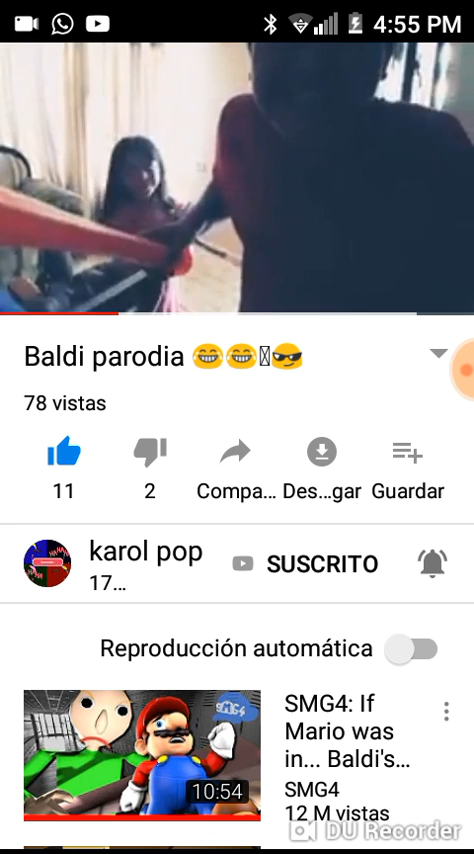 4:55 PM
Baldi parodia 😂😂😎
78 vistas
11
2
Compa...
Des...gar
Guardar
karol pop
SUSCRITO
17...
Reproducción automática
SMG4: If
Mario was
in... Baldi's...
SMG4
12 M vistas
SMG4
10:54
DU Recorder